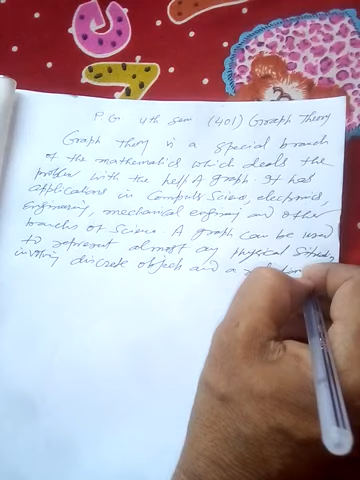 P.G. 4th sem (401) Graph Theory
Graph Theory is a special branch
of the mathematics which deals the
problem with the help A graph. It has
applications in Computer Science, electronics,
Engineering, mechanical engineering and other
branches of Science. A graph can be used
to represent almost any physical
involving discrete objects and a